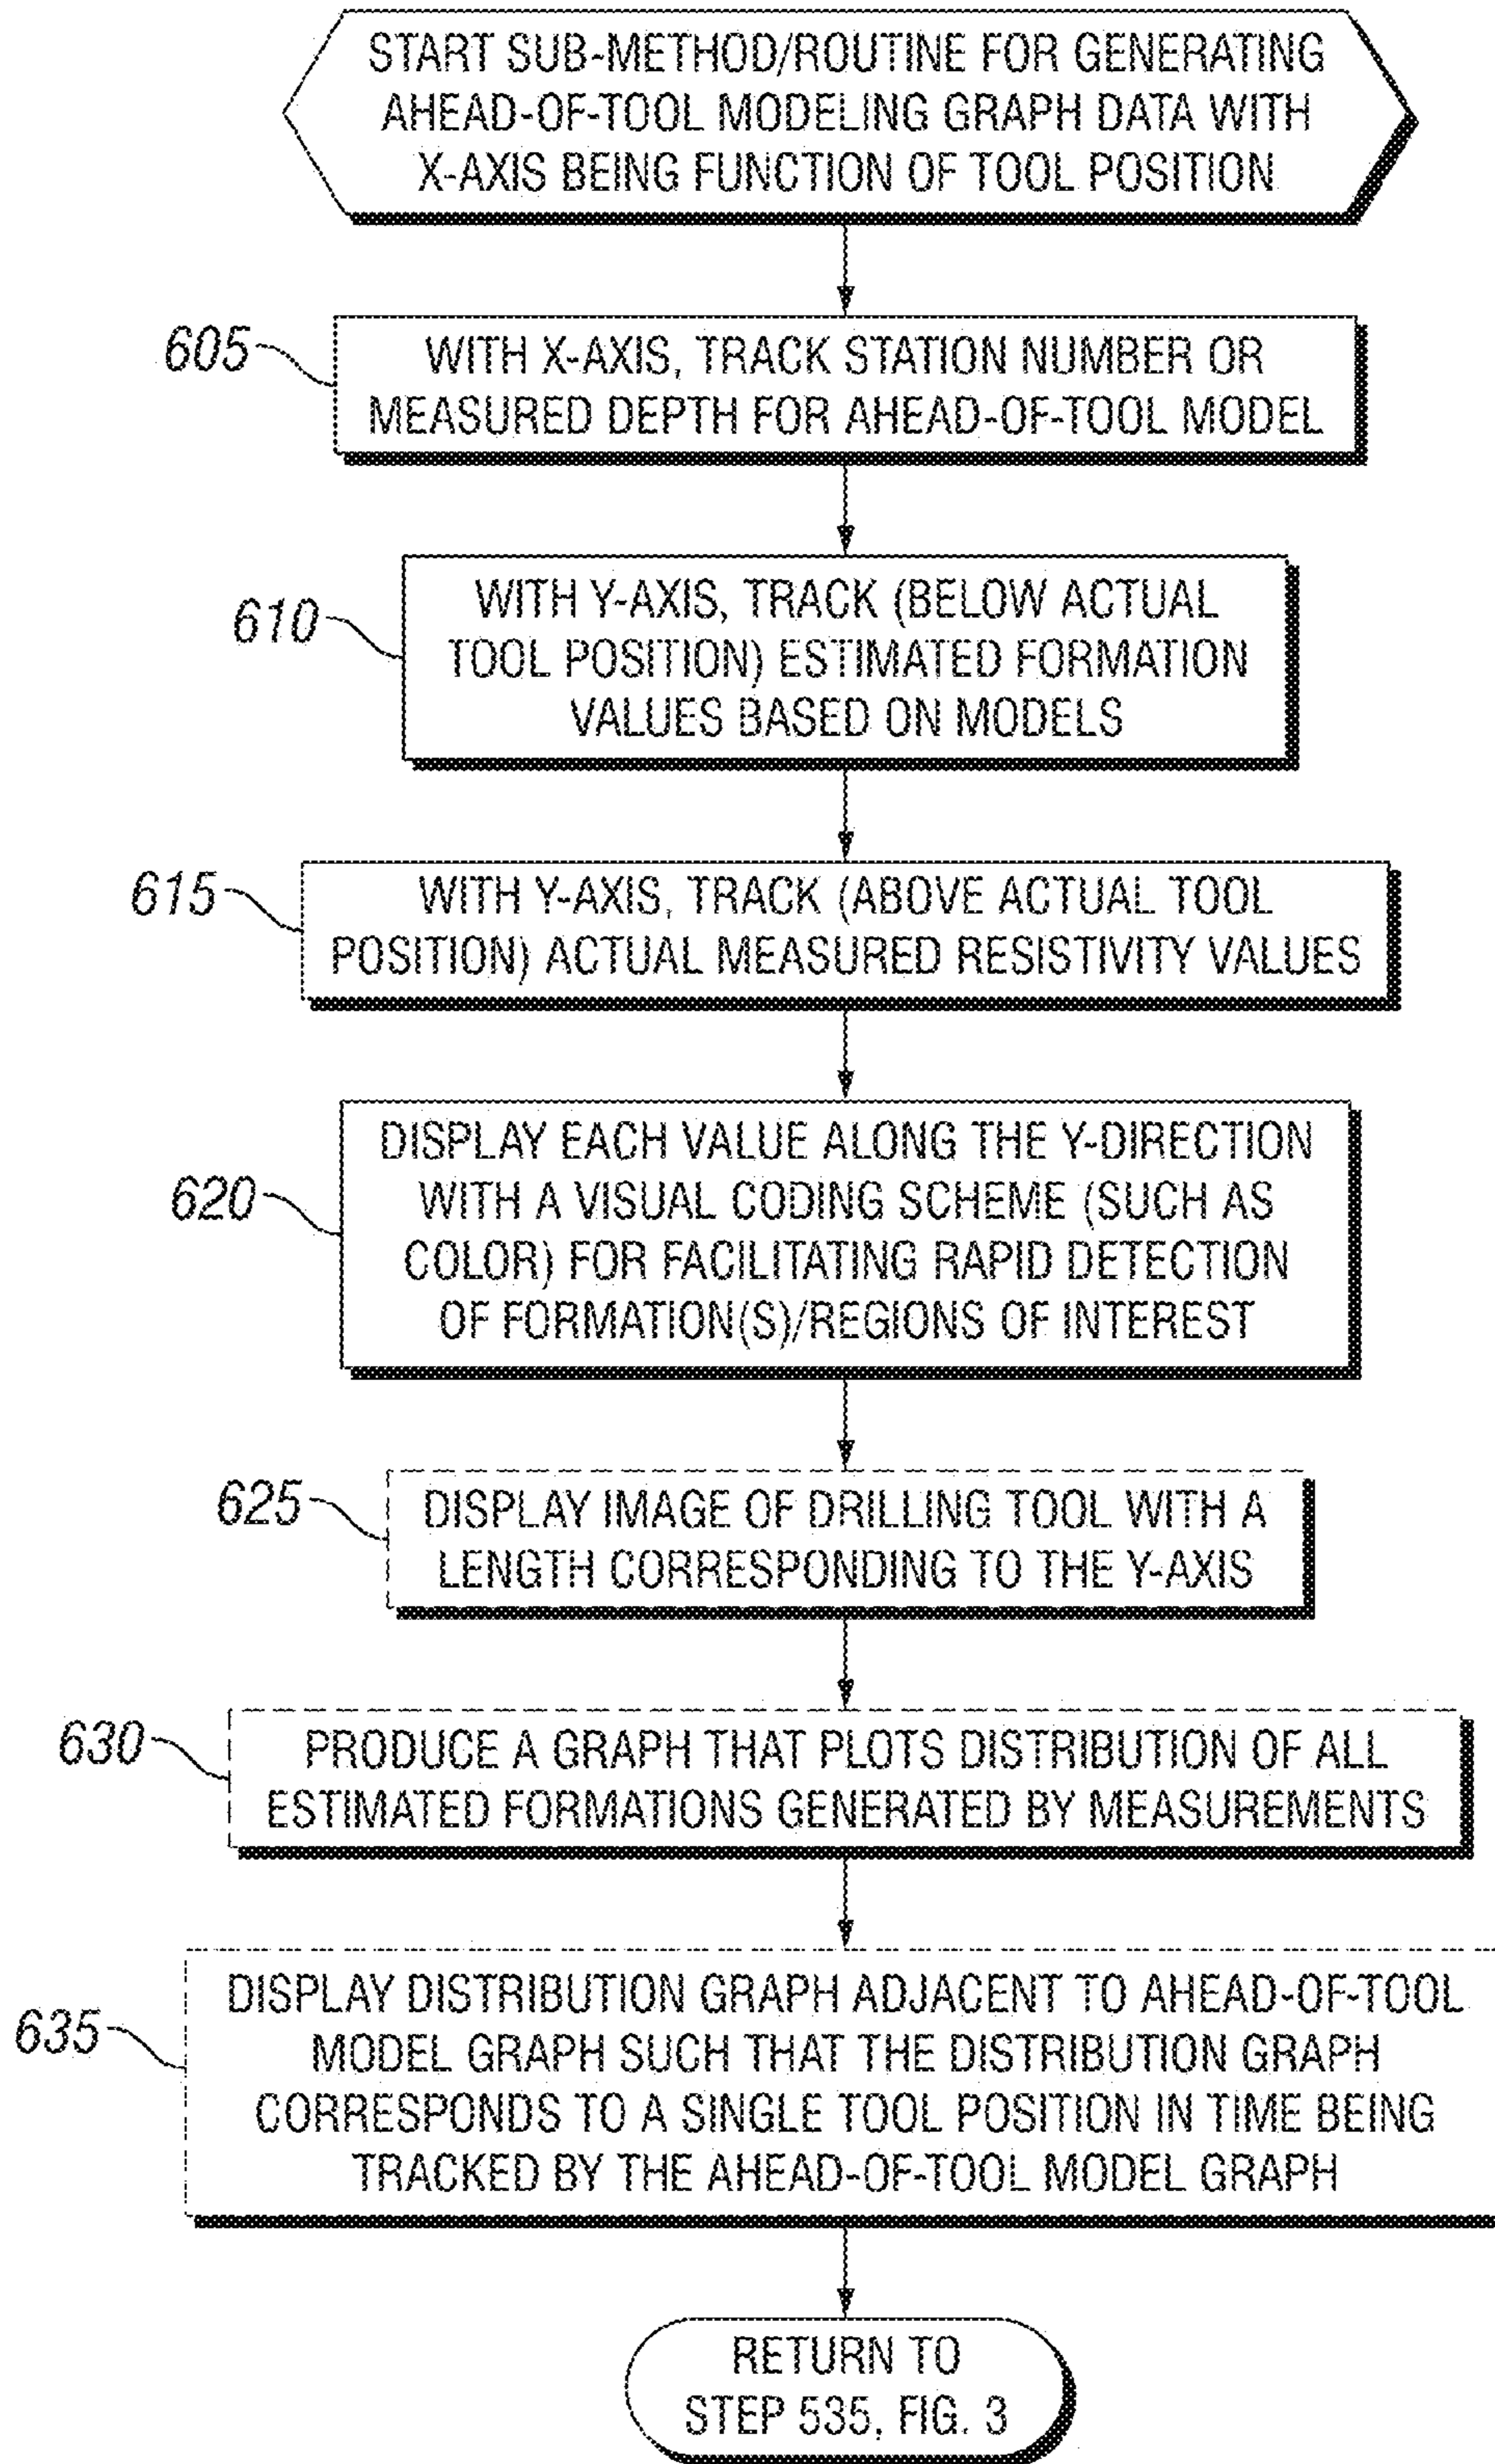 START SUB-METHOD/ROUTINE FOR GENERATING
AHEAD-OF-TOOL MODELING GRAPH DATA WITH
X-AXIS BEING FUNCTION OF TOOL POSITION
605
WITH X-AXIS, TRACK STATION NUMBER OR
MEASURED DEPTH FOR AHEAD-OF-TOOL MODEL
610
WITH Y-AXIS, TRACK (BELOW ACTUAL
TOOL POSITION) ESTIMATED FORMATION
VALUES BASED ON MODELS
615
WITH Y-AXIS, TRACK (ABOVE ACTUAL TOOL
POSITION) ACTUAL MEASURED RESISTIVITY VALUES
620
DISPLAY EACH VALUE ALONG THE Y-DIRECTION
WITH A VISUAL CODING SCHEME (SUCH AS
COLOR) FOR FACILITATING RAPID DETECTION
OF FORMATION(S)/REGIONS OF INTEREST
625
DISPLAY IMAGE OF DRILLING TOOL WITH A
LENGTH CORRESPONDING TO THE Y-AXIS
630
PRODUCE A GRAPH THAT PLOTS DISTRIBUTION OF ALL
ESTIMATED FORMATIONS GENERATED BY MEASUREMENTS
635
DISPLAY DISTRIBUTION GRAPH ADJACENT TO AHEAD-OF-TOOL
MODEL GRAPH SUCH THAT THE DISTRIBUTION GRAPH
CORRESPONDS TO A SINGLE TOOL POSITION IN TIME BEING
TRACKED BY THE AHEAD-OF-TOOL MODEL GRAPH
RETURN TO
STEP 535, FIG. 3